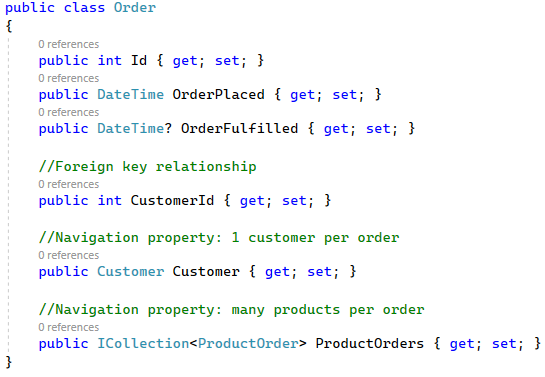 public class Order
{
0 references
public int Id { get; set; }
0 references
public DateTime OrderPlaced { get; set; }
0 references
public DateTime? OrderFulfilled { get; set; }
//Foreign key relationship
0 references
public int CustomerId { get; set; }
//Navigation property: 1 customer per order
0 references
public Customer Customer { get; set; }
//Navigation property: many products per order
0 references
public ICollection<ProductOrder> ProductOrders { get; set; }
}